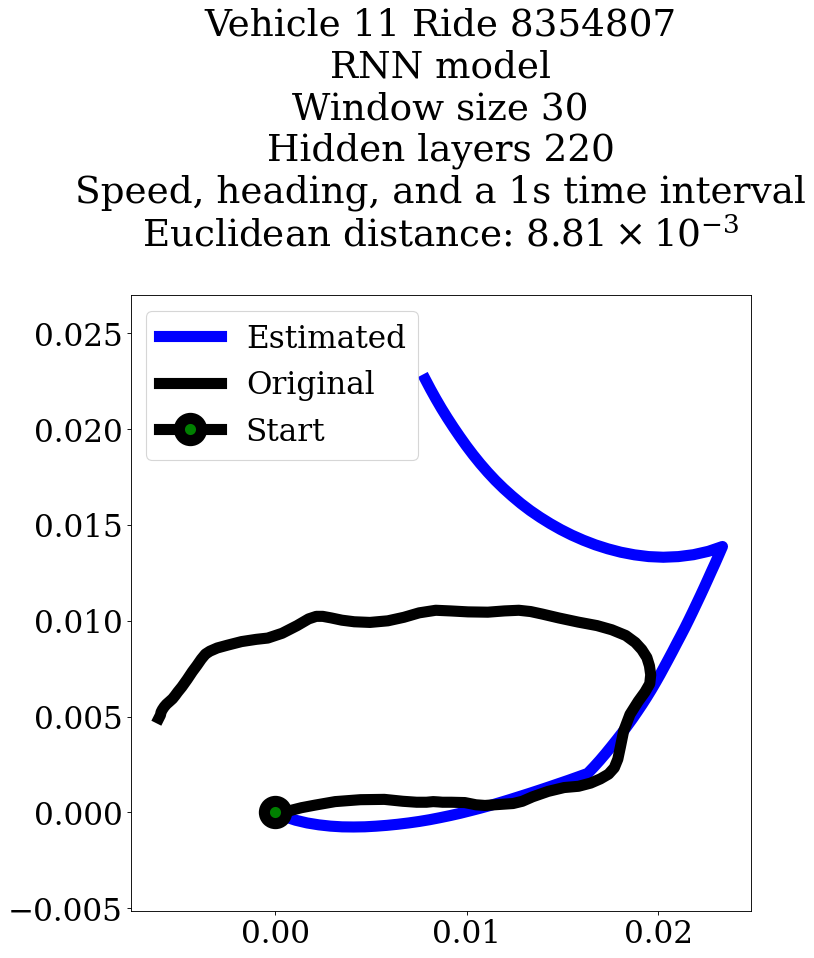 Vehicle 11 Ride 8354807
RNN model
Window size 30
Hidden layers 220
Speed, heading, and a 1s time interval
Euclidean distance: 8.81 × 10⁻³
Estimated
Original
Start
0.025
0.020
0.015
0.010
0.005
0.000
−0.005
0.00 0.01 0.02